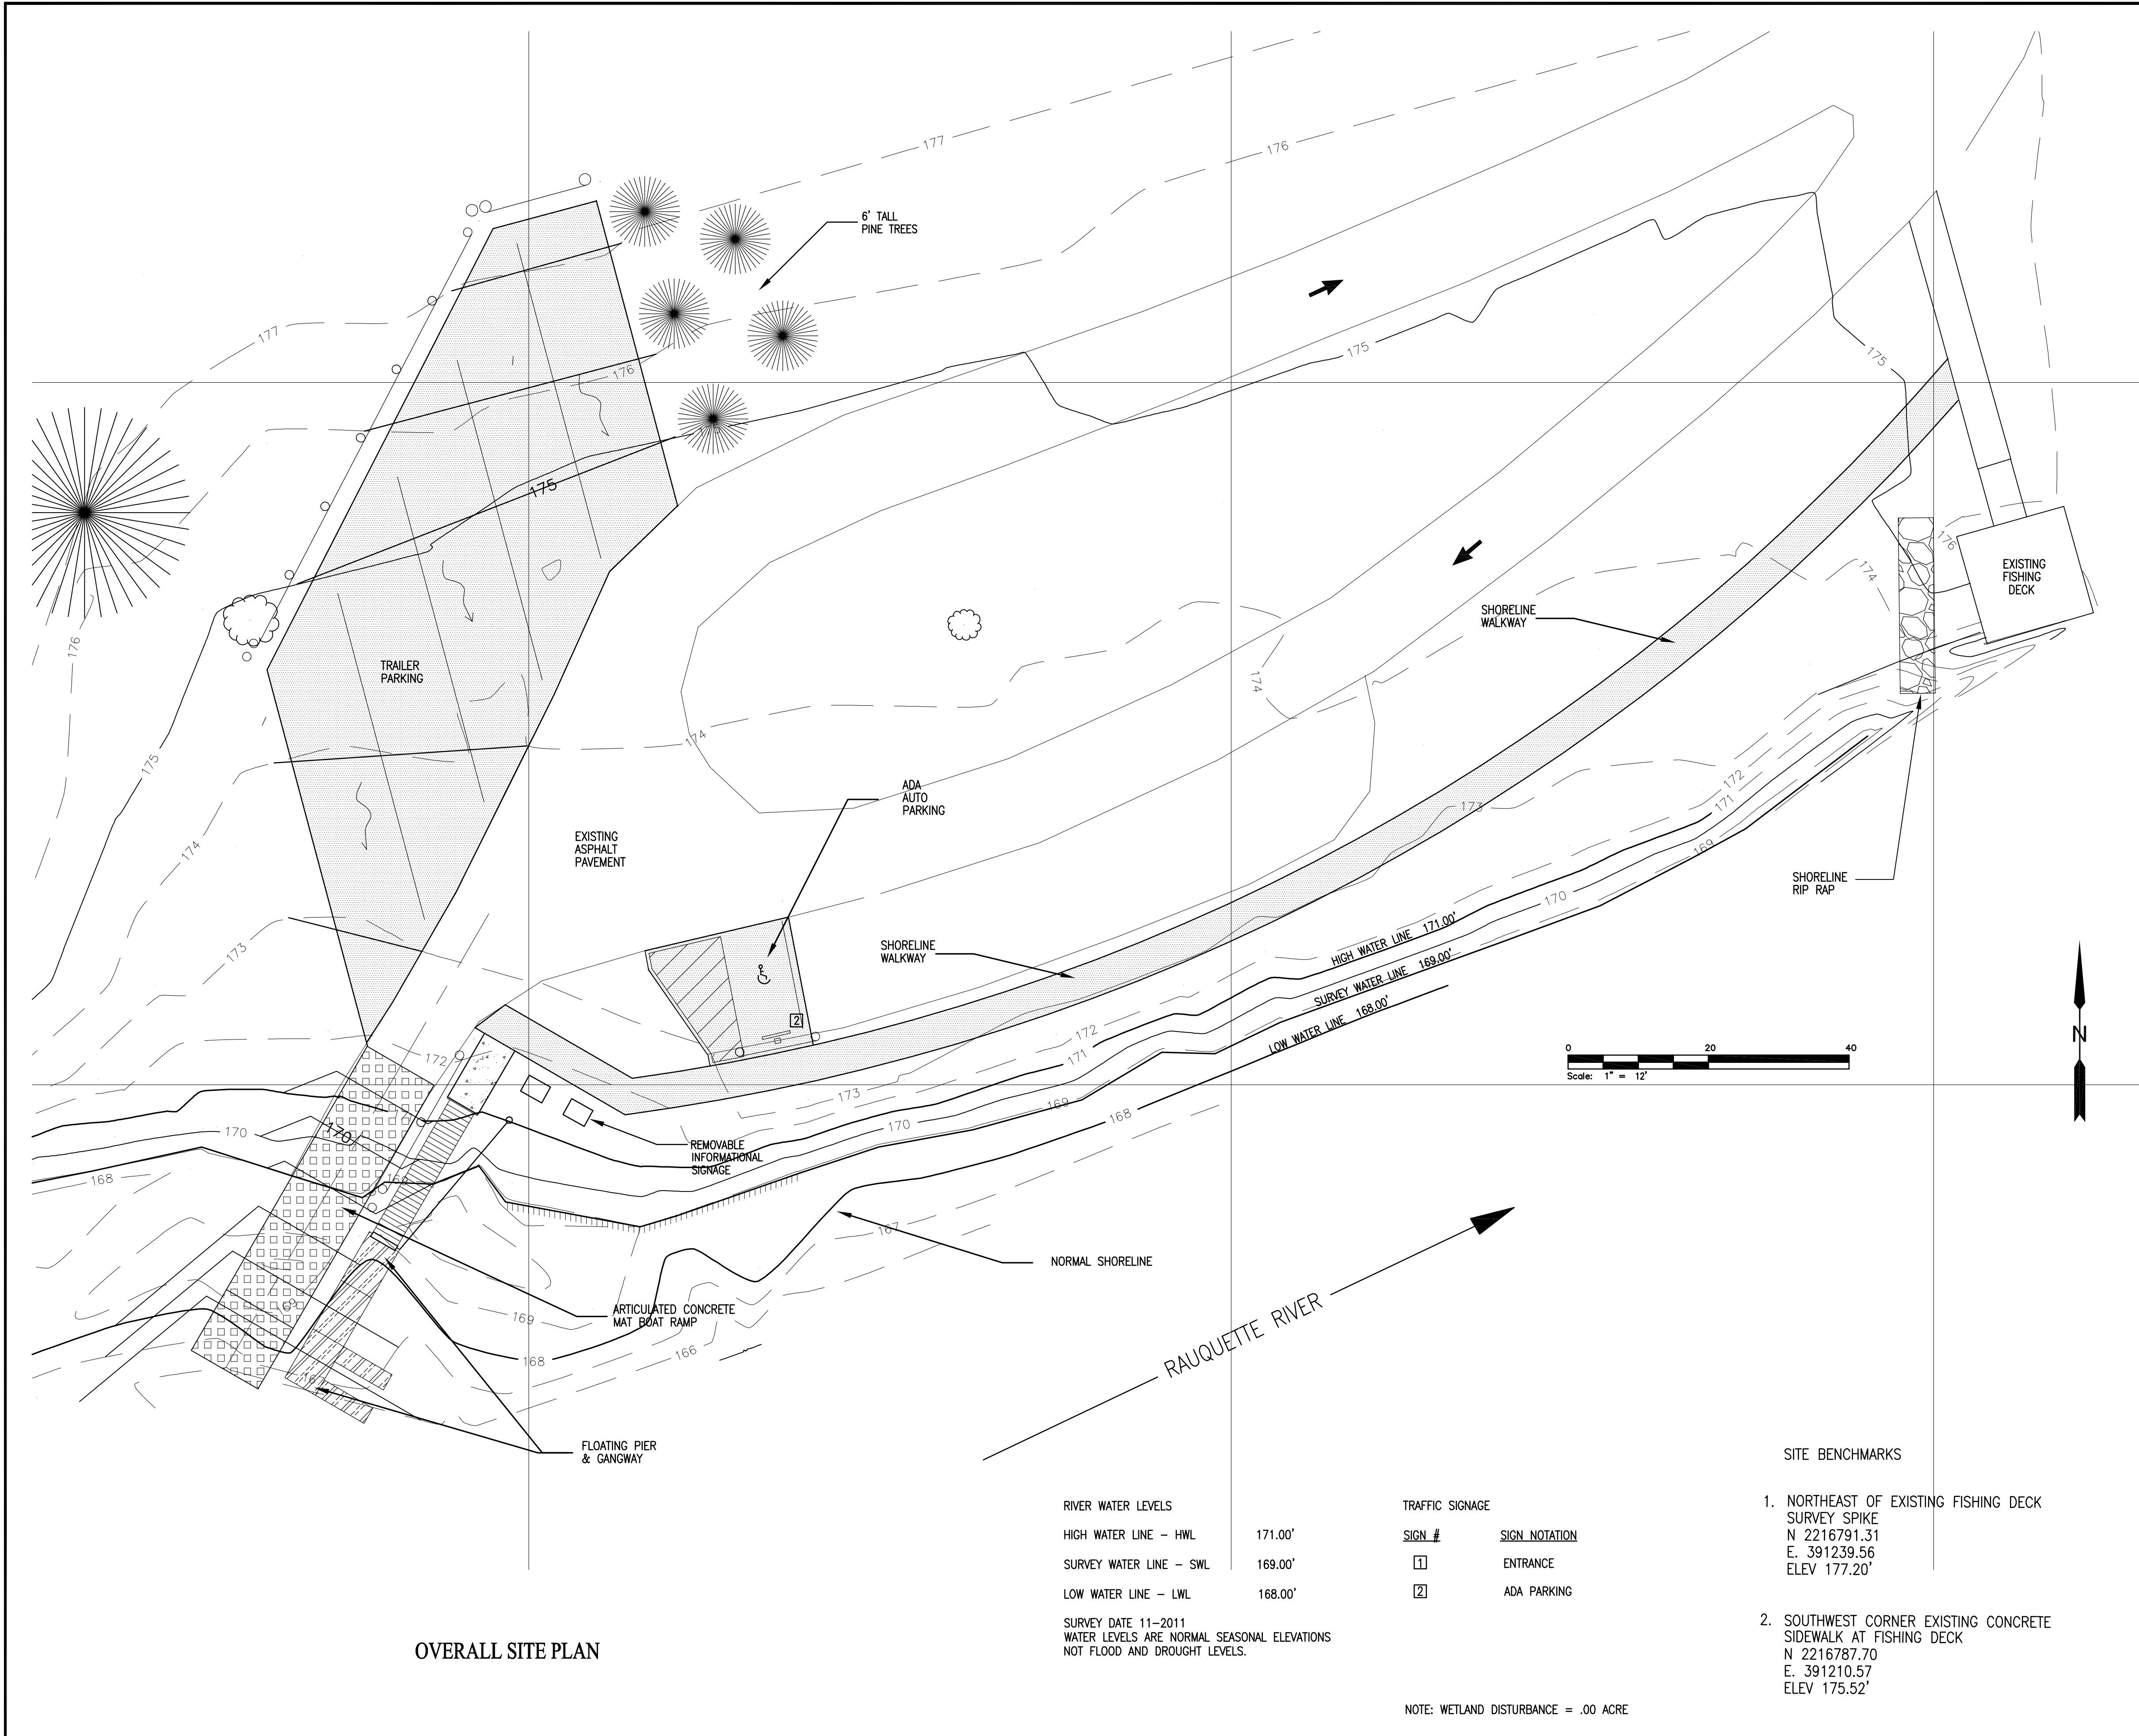 177
176
6' TALL
PINE TREES
177
175
175
176
175
176
174
EXISTING
FISHING
DECK
SHORELINE
WALKWAY
176
TRAILER
PARKING
174
174
175
172
171
ADA
AUTO
PARKING
173
174
EXISTING
ASPHALT
PAVEMENT
169
SHORELINE
RIP RAP
170
173
SHORELINE
WALKWAY
HIGH WATER LINE 171.00'
SURVEY WATER LINE 169.00'
LOW WATER LINE 168.00'
2
172
172
171
0 20 40
Scale: 1" = 12'
N
173
169
168
170
170
170
REMOVABLE
INFORMATIONAL
SIGNAGE
168
167
NORMAL SHORELINE
169
169
ARTICULATED CONCRETE
MAT BOAT RAMP
RAUQUETTE RIVER
168
166
FLOATING PIER
& GANGWAY
OVERALL SITE PLAN
RIVER WATER LEVELS
HIGH WATER LINE - HWL 171.00'
SURVEY WATER LINE - SWL 169.00'
LOW WATER LINE - LWL 168.00'
SURVEY DATE 11-2011
WATER LEVELS ARE NORMAL SEASONAL ELEVATIONS
NOT FLOOD AND DROUGHT LEVELS.
TRAFFIC SIGNAGE
SIGN # SIGN NOTATION
1 ENTRANCE
2 ADA PARKING
NOTE: WETLAND DISTURBANCE = .00 ACRE
SITE BENCHMARKS
1. NORTHEAST OF EXISTING FISHING DECK
SURVEY SPIKE
N 2216791.31
E. 391239.56
ELEV 177.20'
2. SOUTHWEST CORNER EXISTING CONCRETE
SIDEWALK AT FISHING DECK
N 2216787.70
E. 391210.57
ELEV 175.52'